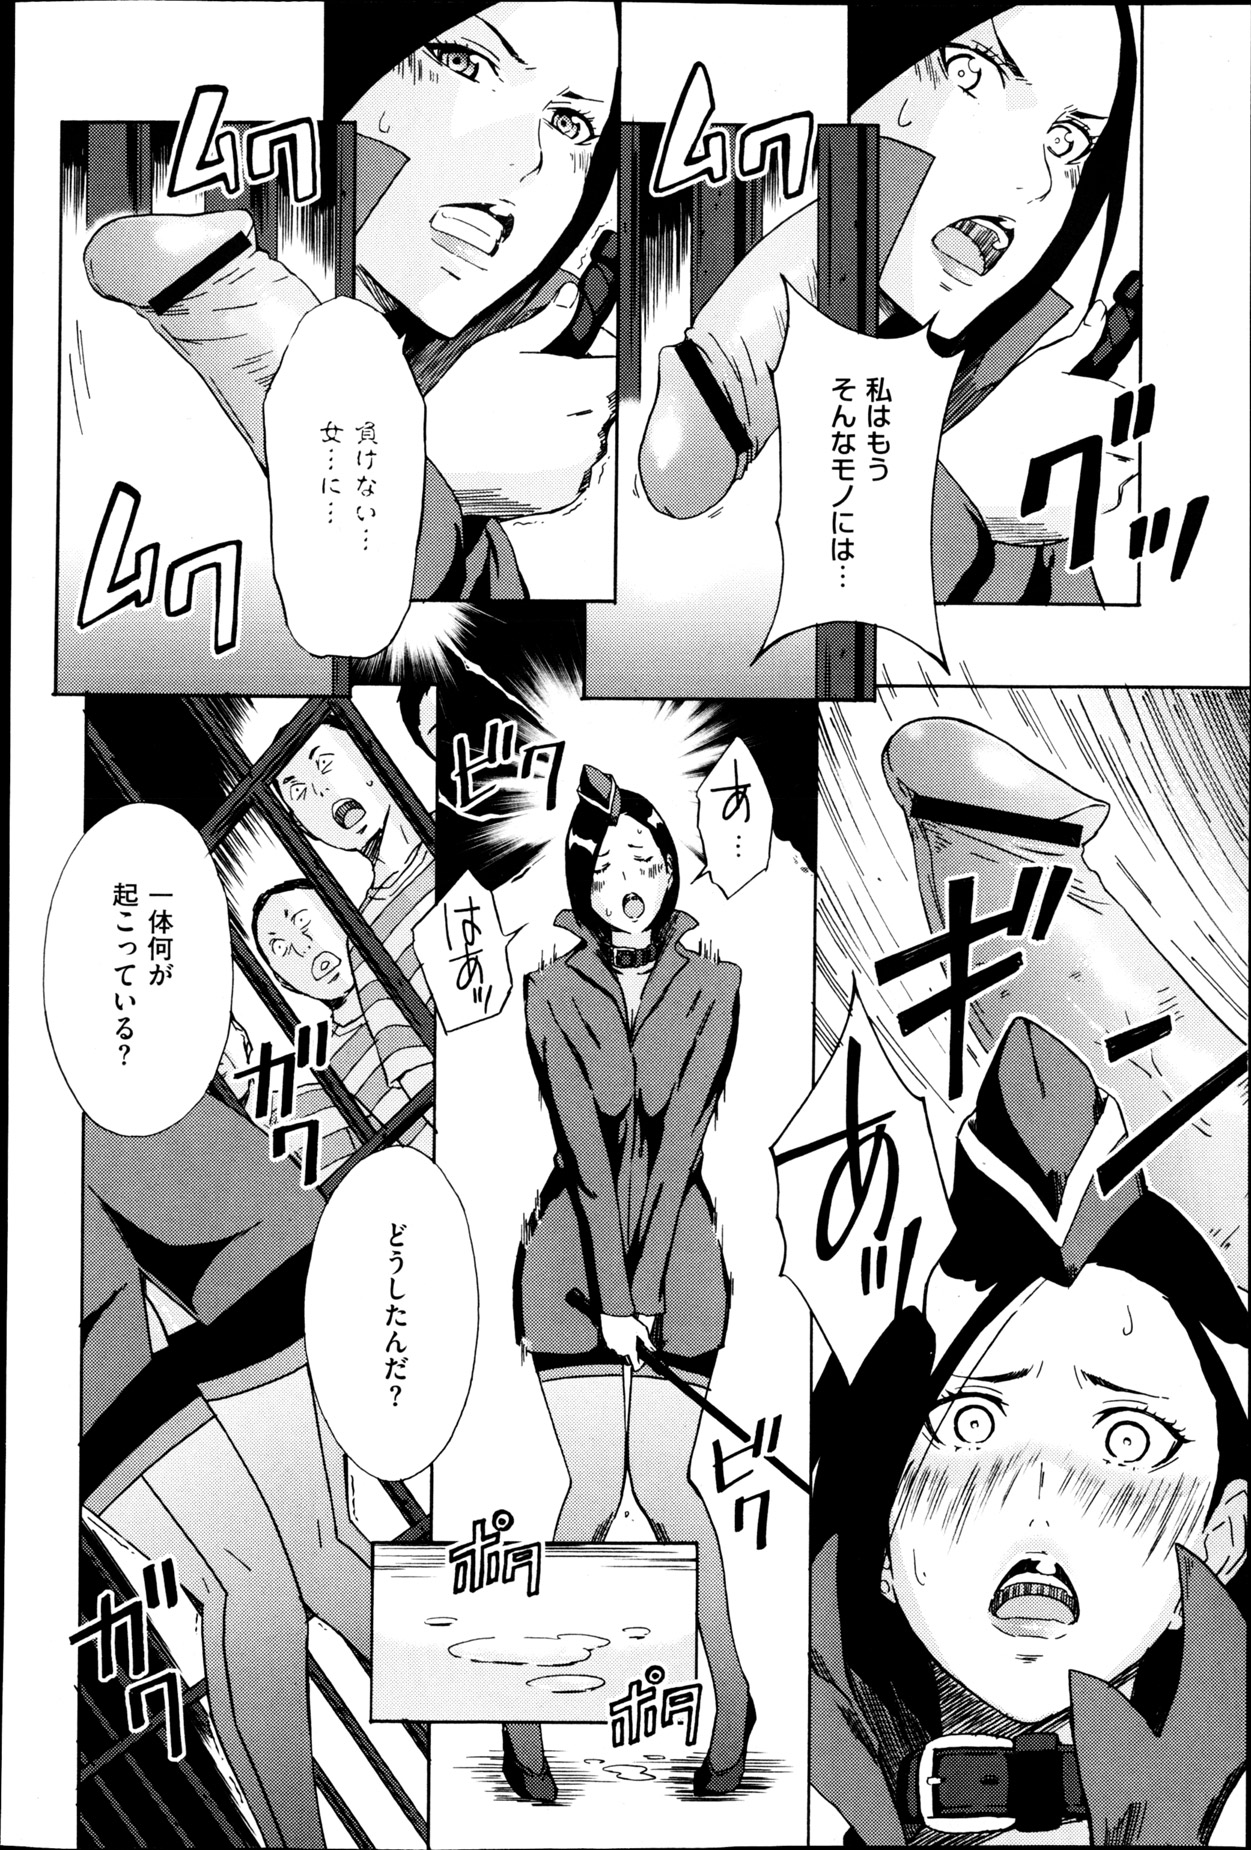 私はもう
そんなモノには…
グッ
ムク
負けない…
女…に…
ムク
ムク
ギンッ
あッ
あ…
はあッ
ビク
ビク
ポタ
ポタ
どうしたんだ?
一体何が
起こっている?
ガク
ガク